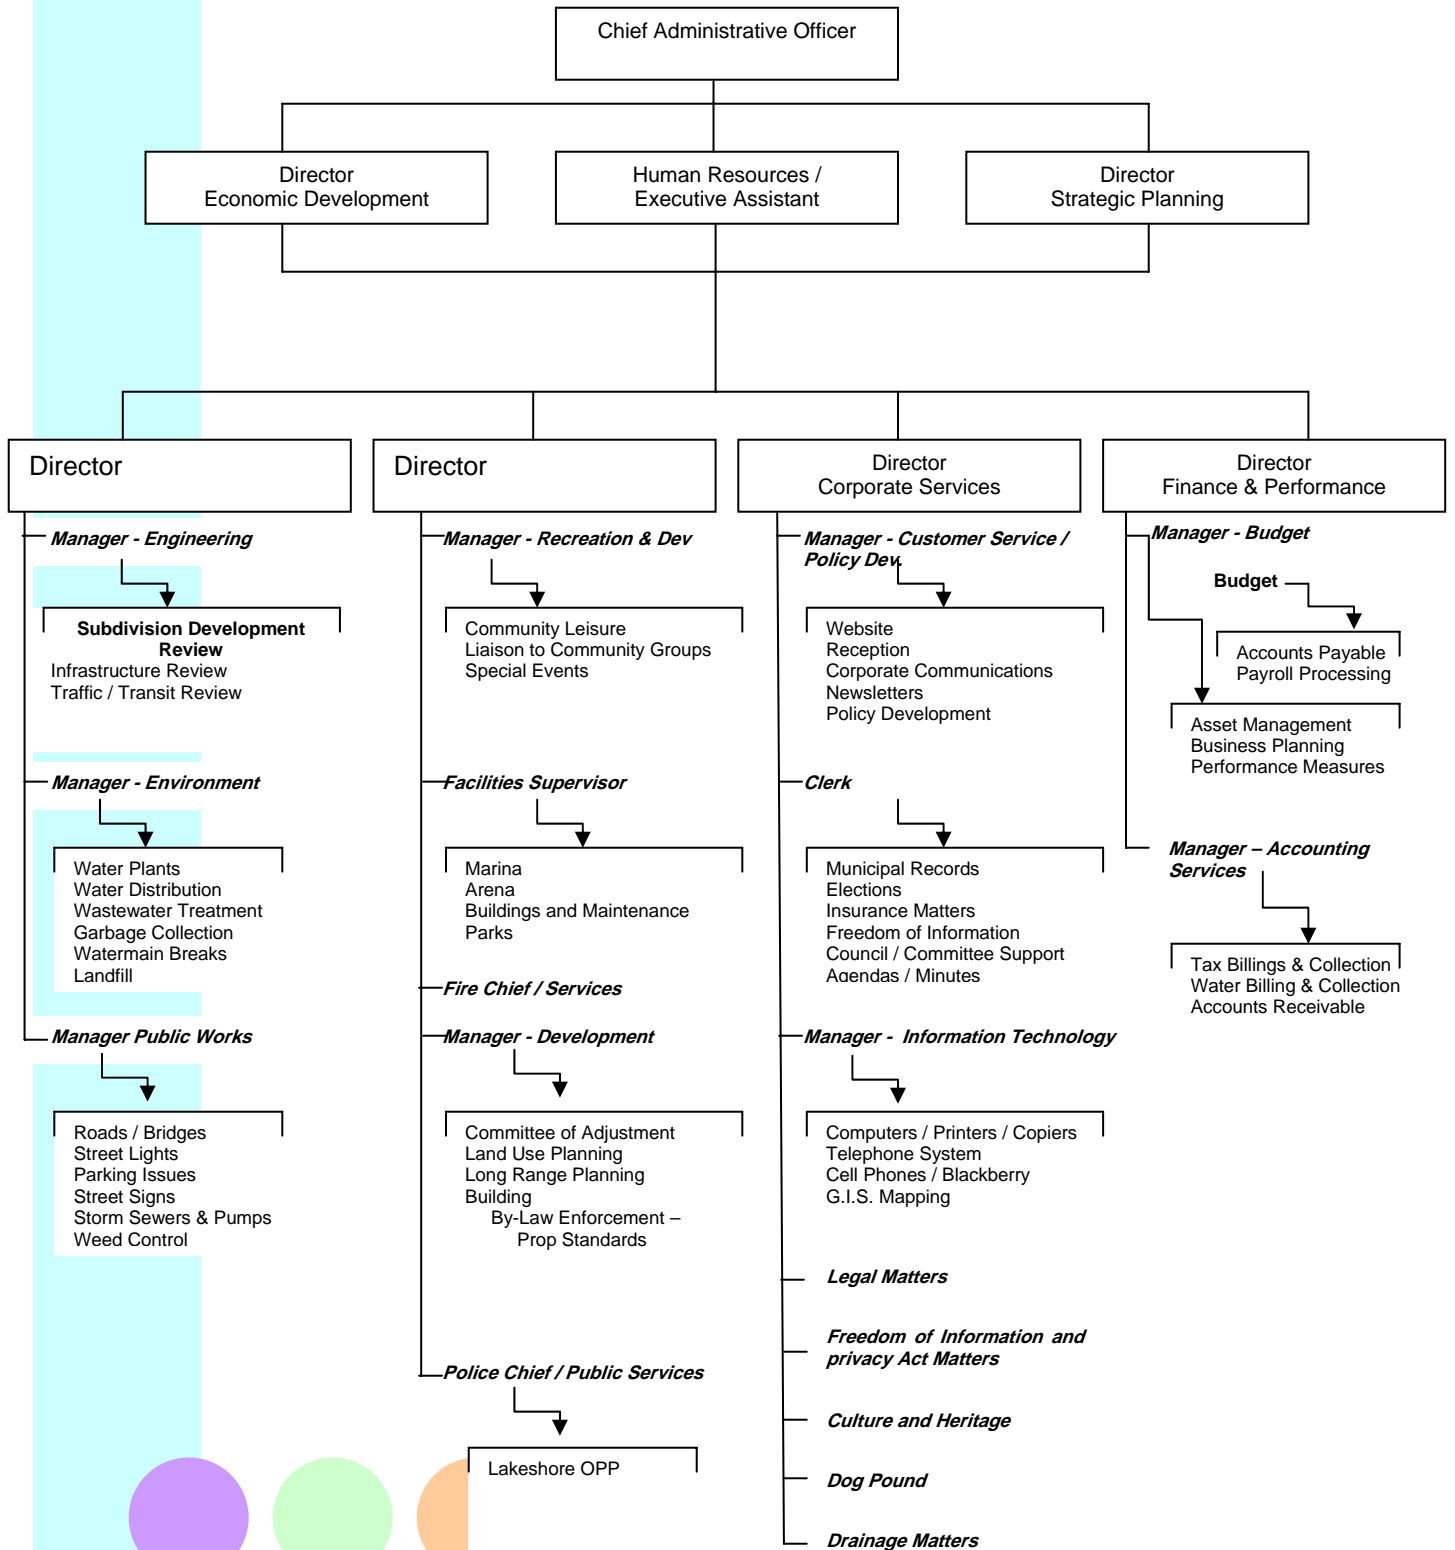 Chief Administrative Officer
Director
Economic Development
Human Resources /
Executive Assistant
Director
Strategic Planning
Director
Director
Director
Corporate Services
Director
Finance & Performance
Manager - Engineering
Subdivision Development
Review
Infrastructure Review
Traffic / Transit Review
Manager - Environment
Water Plants
Water Distribution
Wastewater Treatment
Garbage Collection
Watermain Breaks
Landfill
Manager Public Works
Roads / Bridges
Street Lights
Parking Issues
Street Signs
Storm Sewers & Pumps
Weed Control
Manager - Recreation & Dev
Community Leisure
Liaison to Community Groups
Special Events
Facilities Supervisor
Marina
Arena
Buildings and Maintenance
Parks
Fire Chief / Services
Manager - Development
Committee of Adjustment
Land Use Planning
Long Range Planning
Building
By-Law Enforcement –
Prop Standards
Police Chief / Public Services
Lakeshore OPP
Manager - Customer Service /
Policy Dev.
Website
Reception
Corporate Communications
Newsletters
Policy Development
Clerk
Municipal Records
Elections
Insurance Matters
Freedom of Information
Council / Committee Support
Agendas / Minutes
Manager - Information Technology
Computers / Printers / Copiers
Telephone System
Cell Phones / Blackberry
G.I.S. Mapping
Legal Matters
Freedom of Information and
privacy Act Matters
Culture and Heritage
Dog Pound
Drainage Matters
Manager - Budget
Budget
Accounts Payable
Payroll Processing
Asset Management
Business Planning
Performance Measures
Manager – Accounting
Services
Tax Billings & Collection
Water Billing & Collection
Accounts Receivable